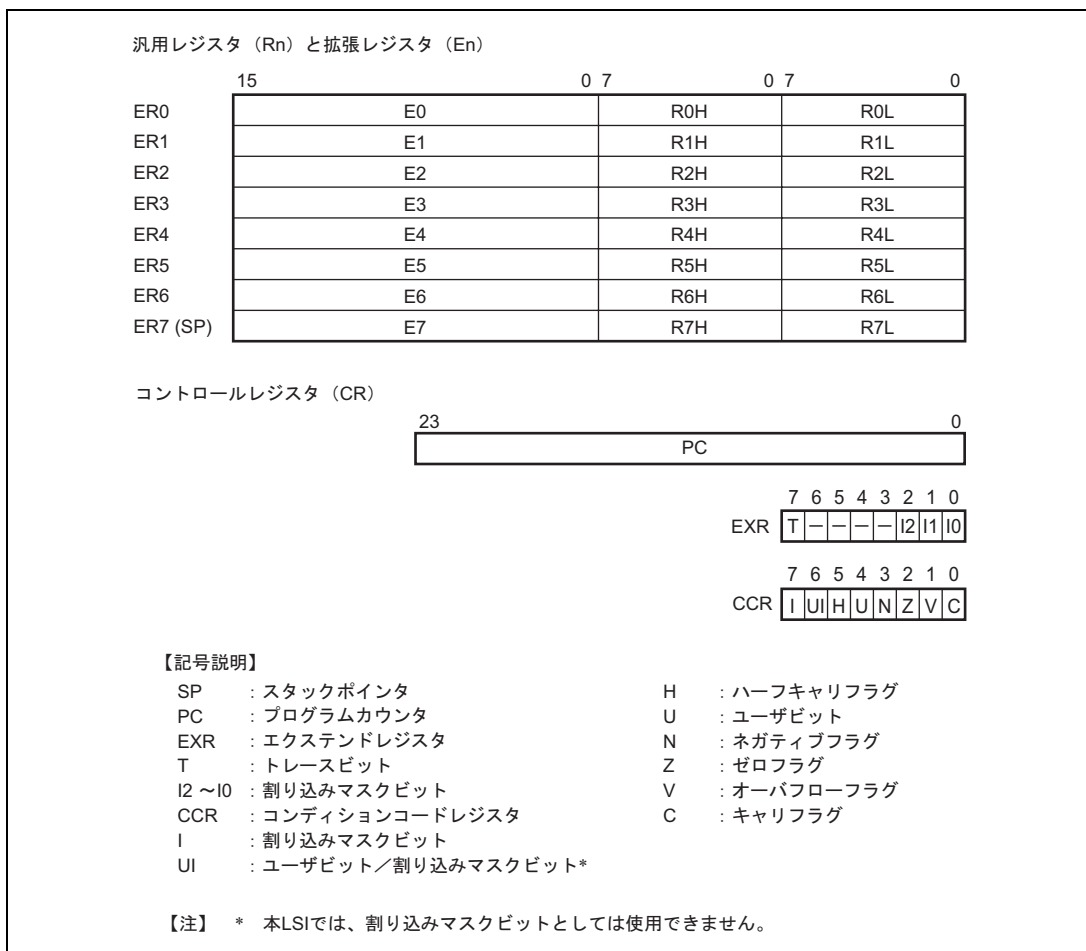 汎用レジスタ（Rn）と拡張レジスタ（En）
15 0 7 0 7 0
ER0 E0 R0H R0L
ER1 E1 R1H R1L
ER2 E2 R2H R2L
ER3 E3 R3H R3L
ER4 E4 R4H R4L
ER5 E5 R5H R5L
ER6 E6 R6H R6L
ER7 (SP) E7 R7H R7L
コントロールレジスタ（CR）
23 0
PC
7 6 5 4 3 2 1 0
EXR T － － － － I2 I1 I0
7 6 5 4 3 2 1 0
CCR I UI H U N Z V C
【記号説明】
SP ：スタックポインタ
PC ：プログラムカウンタ
EXR ：エクステンドレジスタ
T ：トレースビット
I2 ～I0 ：割り込みマスクビット
CCR ：コンディションコードレジスタ
I ：割り込みマスクビット
UI ：ユーザビット／割り込みマスクビット*
H ：ハーフキャリフラグ
U ：ユーザビット
N ：ネガティブフラグ
Z ：ゼロフラグ
V ：オーバフローフラグ
C ：キャリフラグ
【注】 * 本LSIでは、割り込みマスクビットとしては使用できません。